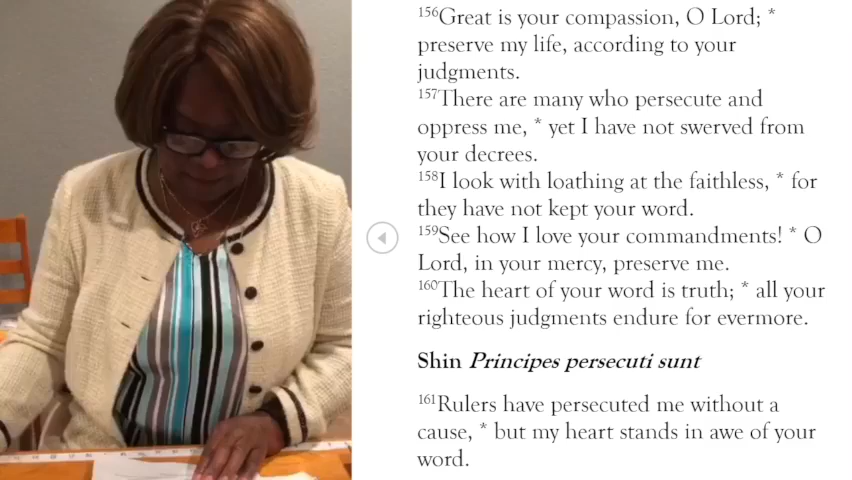 156Great is your compassion, O Lord; *
preserve my life, according to your
judgments.
157There are many who persecute and
oppress me, * yet I have not swerved from
your decrees.
158I look with loathing at the faithless, * for
they have not kept your word.
159See how I love your commandments! * O
Lord, in your mercy, preserve me.
160The heart of your word is truth; * all your
righteous judgments endure for evermore.
Shin Principes persecuti sunt
161Rulers have persecuted me without a
cause, * but my heart stands in awe of your
word.